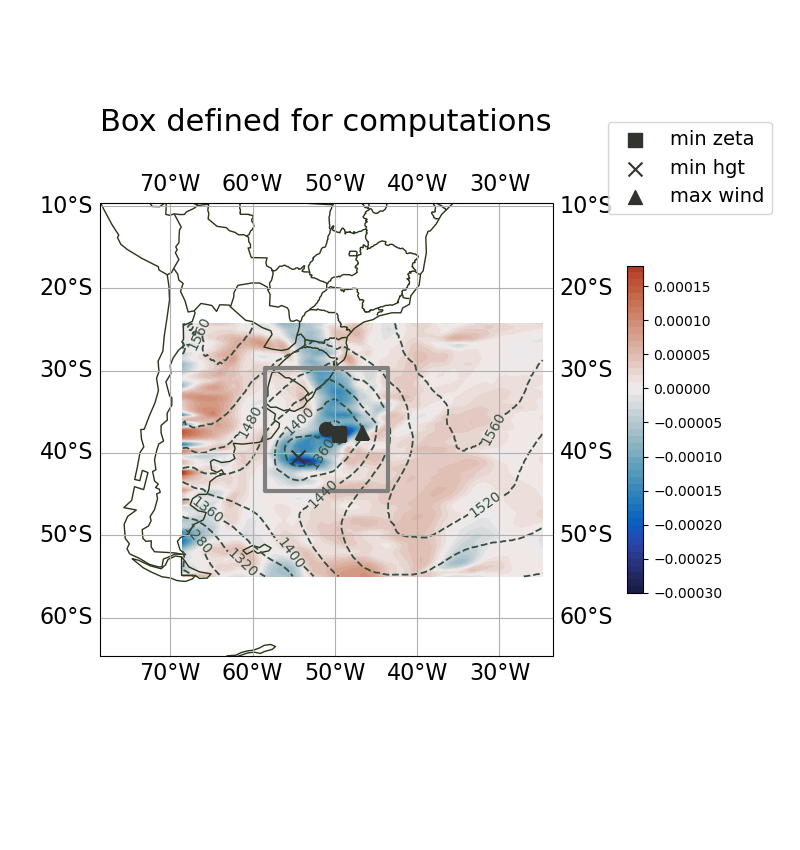 Box defined for computations
min zeta
min hgt
max wind
70°W 60°W 50°W 40°W 30°W
10°S 10°S
20°S 20°S
30°S 30°S
40°S 40°S
50°S 50°S
60°S 60°S
70°W 60°W 50°W 40°W 30°W
1560
1480
1400
1360
1440
1560
1520
1360
1320
1400
0.00015
0.00010
0.00005
0.00000
−0.00005
−0.00010
−0.00015
−0.00020
−0.00025
−0.00030